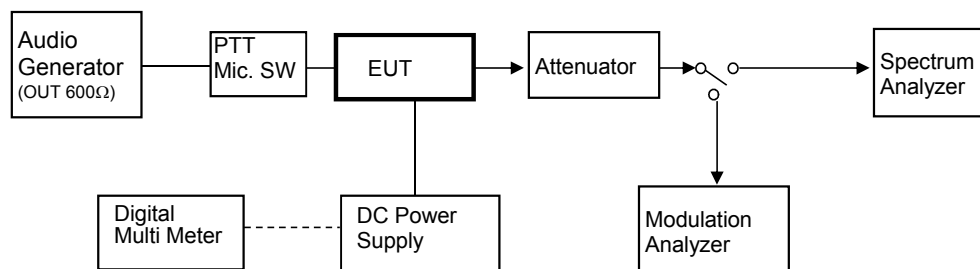 Audio
Generator
(OUT 600Ω)
PTT
Mic. SW
EUT
Attenuator
Spectrum
Analyzer
Digital
Multi Meter
DC Power
Supply
Modulation
Analyzer